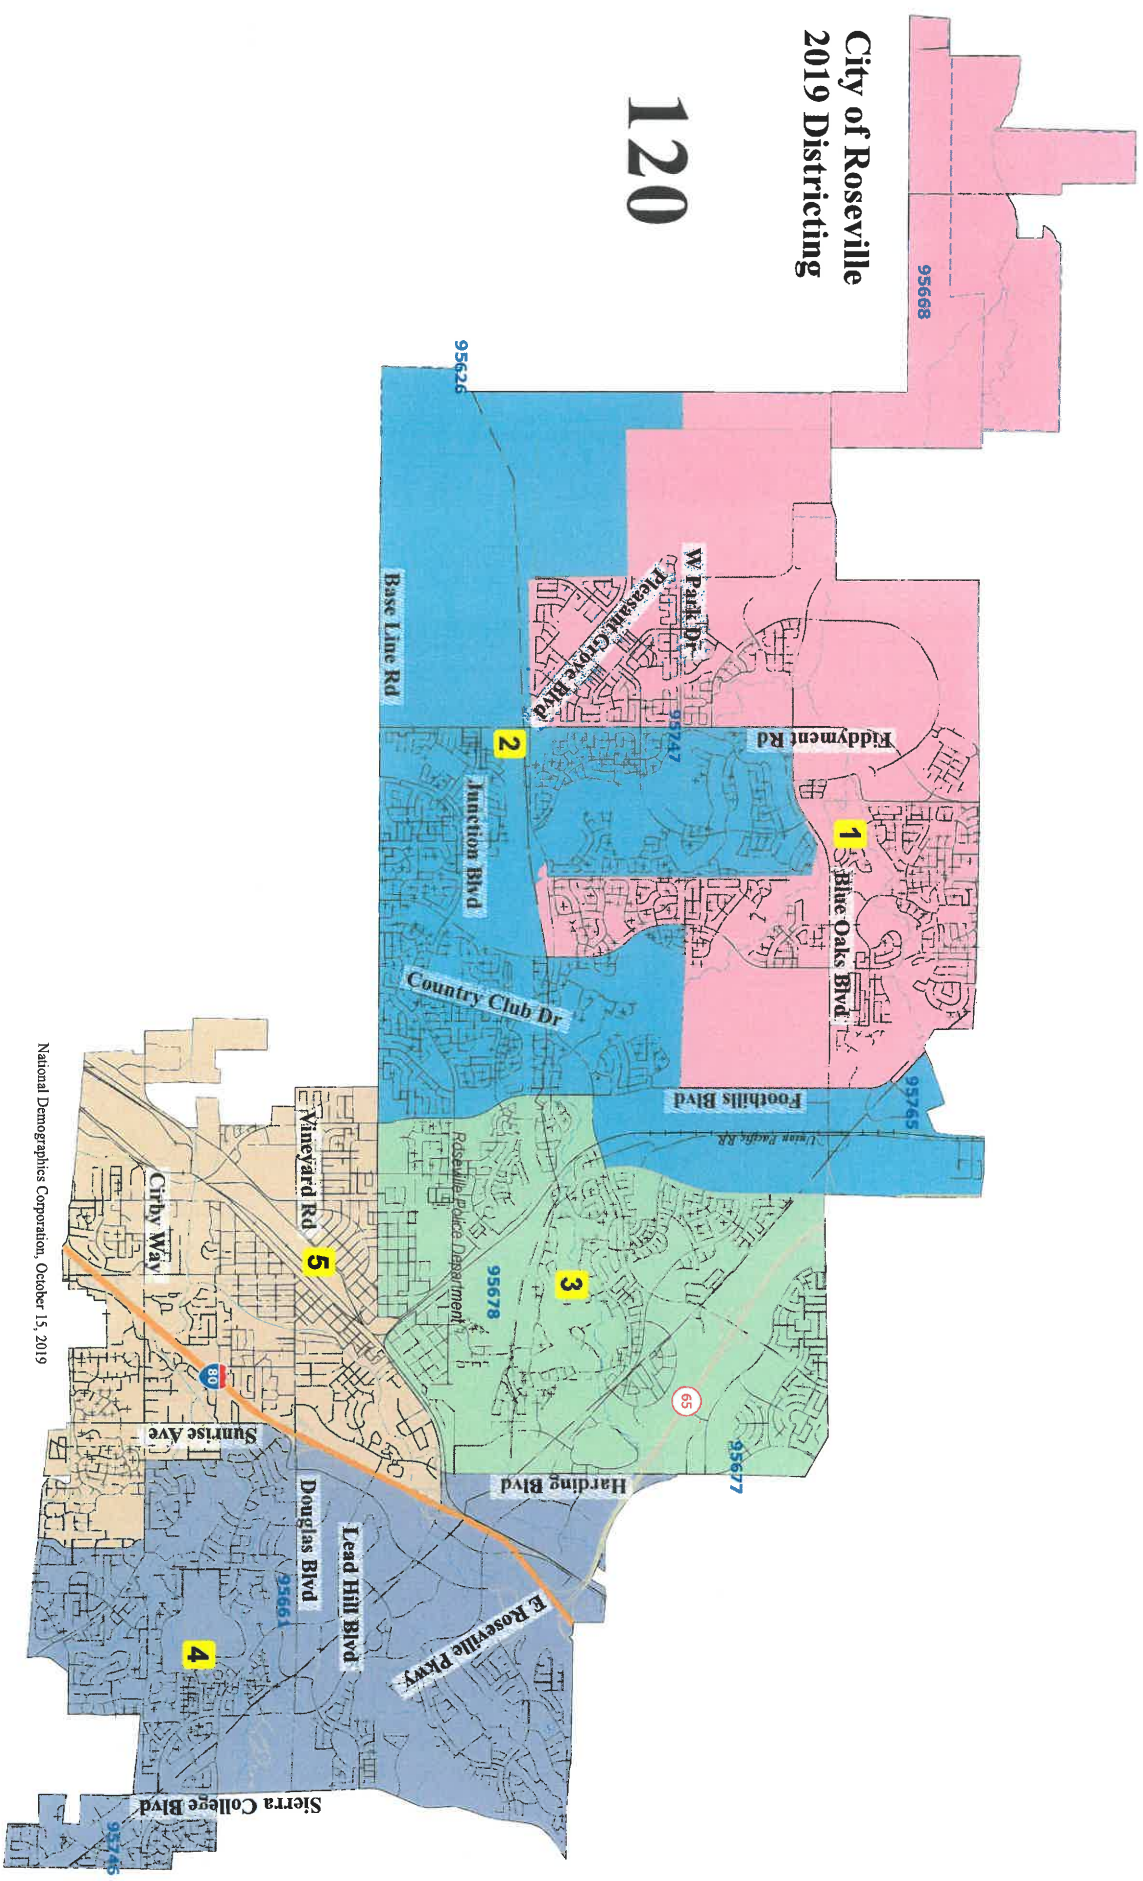 City of Roseville
2019 Districting
120
95668
95626
W Park Dr
Pleasant Grove Blvd
Base Line Rd
95747
Fiddyment Rd
2
1
Junction Blvd
Blue Oaks Blvd
Country Club Dr
95765
Foothills Blvd
Union Pacific RR
Vineyard Rd
Roseville Police Department
Cirby Way
5
95678
3
65
80
Sunrise Ave
95677
Harding Blvd
Douglas Blvd
Lead Hill Blvd
95661
E Roseville Pkwy
4
Sierra College Blvd
95746
National Demographics Corporation, October 15, 2019